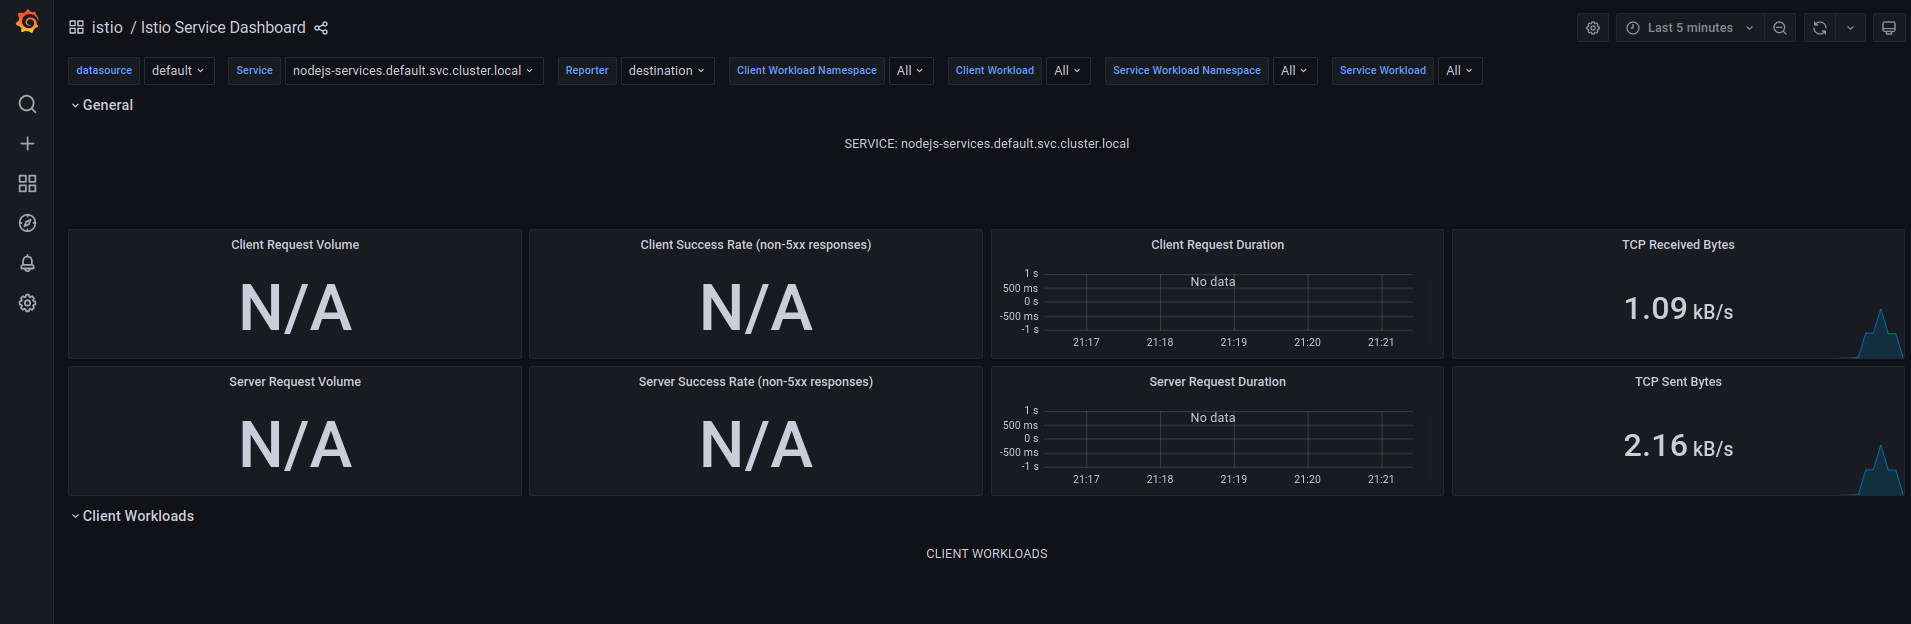 istio / Istio Service Dashboard
Last 5 minutes
datasource default Service nodejs-services.default.svc.cluster.local Reporter destination Client Workload Namespace All Client Workload All Service Workload Namespace All Service Workload All
General
SERVICE: nodejs-services.default.svc.cluster.local
Client Request Volume
N/A
Client Success Rate (non-5xx responses)
N/A
Client Request Duration
No data
1 s
500 ms
0 s
-500 ms
-1 s
21:17 21:18 21:19 21:20 21:21
TCP Received Bytes
1.09 kB/s
Server Request Volume
N/A
Server Success Rate (non-5xx responses)
N/A
Server Request Duration
No data
1 s
500 ms
0 s
-500 ms
-1 s
21:17 21:18 21:19 21:20 21:21
TCP Sent Bytes
2.16 kB/s
Client Workloads
CLIENT WORKLOADS